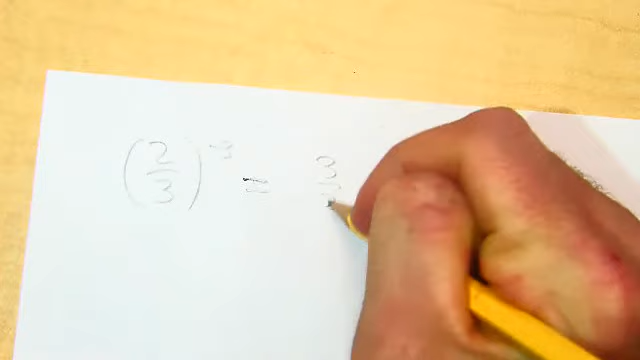 (2/3) = 3